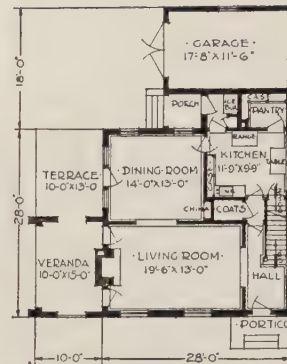 · GARAGE ·
17'-8"X11'-6"
18'-0"
PORCH
PANTRY
RANGE
KITCHEN
11'-9"X9'9"
TABLE
TERRACE
10'-0"X13'-0
DINING-ROOM
14'-0"X13'-0"
28'-0"
CHINA
COATS
VERANDA
10'-0"X15'-0"
· LIVING ROOM ·
19'-6"X13'-0"
HALL
· PORTICO
10'-0"
28'-0"